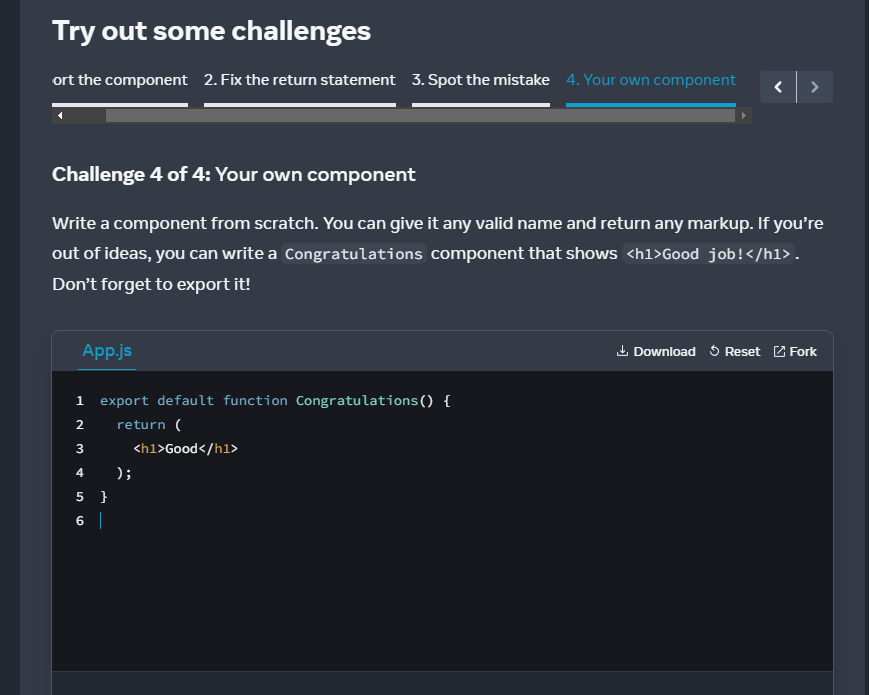 Try out some challenges
ort the component 2. Fix the return statement 3. Spot the mistake 4. Your own component
Challenge 4 of 4: Your own component
Write a component from scratch. You can give it any valid name and return any markup. If you’re
out of ideas, you can write a Congratulations component that shows <h1>Good job!</h1>.
Don’t forget to export it!
App.js Download Reset Fork
1 export default function Congratulations() {
2   return (
3     <h1>Good</h1>
4   );
5 }
6